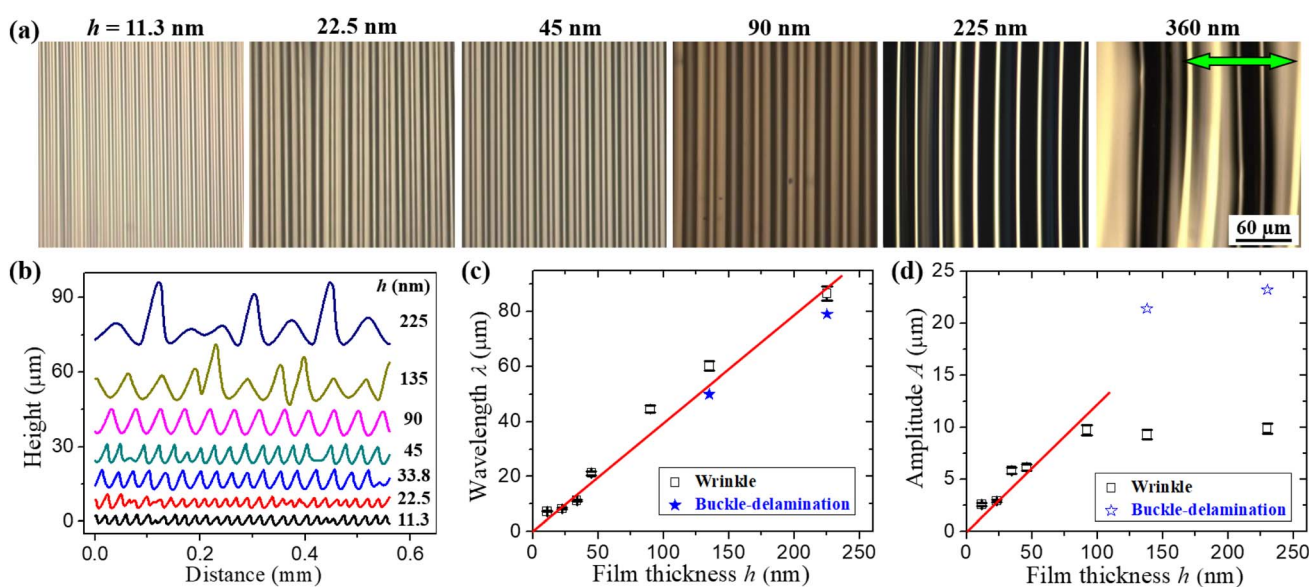 (a)
h = 11.3 nm
22.5 nm
45 nm
90 nm
225 nm
360 nm
60 μm
(b)
Height (μm)
90
60
30
0
h (nm)
225
135
90
45
33.8
22.5
11.3
0.0
0.2
0.4
0.6
Distance (mm)
(c)
Wavelength λ (μm)
80
60
40
20
0
Wrinkle
Buckle-delamination
0
50
100
150
200
250
Film thickness h (nm)
(d)
Amplitude A (μm)
25
20
15
10
5
0
Wrinkle
Buckle-delamination
0
50
100
150
200
250
Film thickness h (nm)